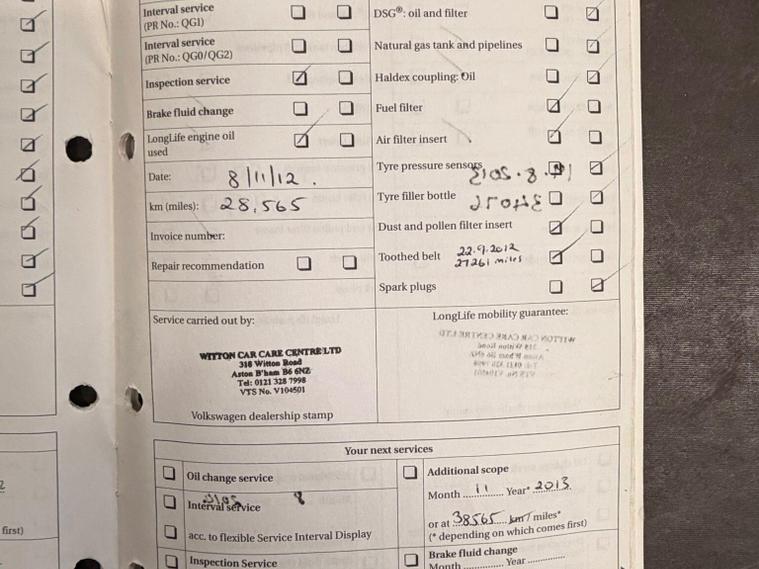 Interval service
(PR No.: QG1)
Interval service
(PR No.: QG0/QG2)
Inspection service
Brake fluid change
LongLife engine oil
used
Date: 8/11/12.
km (miles): 28,565
Invoice number:
Repair recommendation
DSG®: oil and filter
Natural gas tank and pipelines
Haldex coupling: Oil
Fuel filter
Air filter insert
Tyre pressure sensors
Tyre filler bottle
Dust and pollen filter insert
Toothed belt 22.9.2012
27261 miles
Spark plugs
Service carried out by:
WITTON CAR CARE CENTRE LTD
318 Witton Road
Aston B'ham B6 6NZ
Tel: 0121 328 7998
VTS No. V104501
Volkswagen dealership stamp
LongLife mobility guarantee:
WITTON CAR CARE CENTRE LTD
Your next services
Oil change service
Interval service
acc. to flexible Service Interval Display
Inspection Service
Additional scope
Month 11 Year* 2013
or at 38565 km / miles*
(* depending on which comes first)
Brake fluid change
Month ............ Year ............
first)